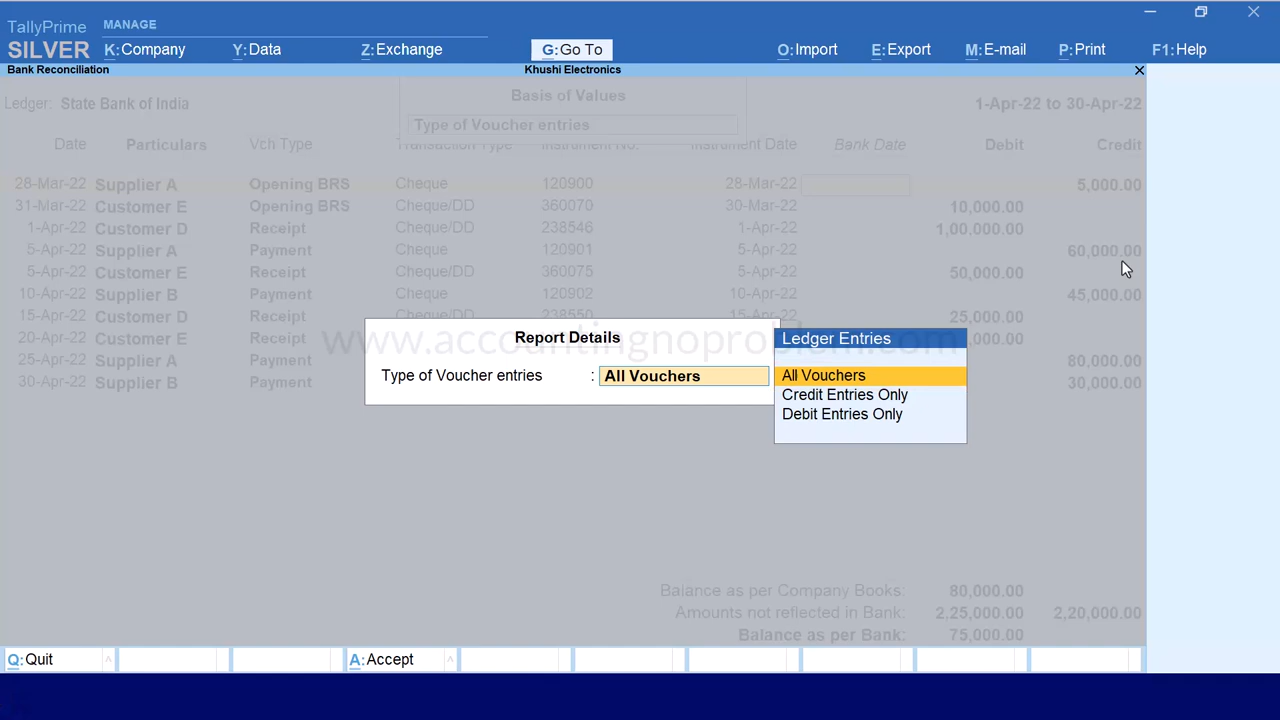 TallyPrime MANAGE
SILVER K:Company Y:Data Z:Exchange G:Go To O:Import E:Export M:E-mail P:Print F1:Help
Bank Reconciliation Khushi Electronics
Basis of Values
Ledger: State Bank of India 1-Apr-22 to 30-Apr-22
Type of Voucher entries
Date Particulars Vch Type Transaction Type Instrument No. Instrument Date Bank Date Debit Credit
28-Mar-22 Supplier A Opening BRS Cheque 120900 28-Mar-22 5,000.00
31-Mar-22 Customer E Opening BRS Cheque/DD 360070 30-Mar-22 10,000.00
1-Apr-22 Customer D Receipt Cheque/DD 238546 1-Apr-22 1,00,000.00
5-Apr-22 Supplier A Payment Cheque 120901 5-Apr-22 60,000.00
5-Apr-22 Customer E Receipt Cheque/DD 360075 5-Apr-22 50,000.00
10-Apr-22 Supplier B Payment Cheque 120902 10-Apr-22 45,000.00
15-Apr-22 Customer D Receipt Cheque/DD 238550 15-Apr-22 25,000.00
20-Apr-22 Customer E Receipt
25-Apr-22 Supplier A Payment 80,000.00
30-Apr-22 Supplier B Payment 30,000.00
www.accountingnoproblem.com
Report Details
Type of Voucher entries : All Vouchers
Ledger Entries
All Vouchers
Credit Entries Only
Debit Entries Only
Balance as per Company Books: 80,000.00
Amounts not reflected in Bank: 2,25,000.00 2,20,000.00
Balance as per Bank: 75,000.00
Q:Quit A:Accept